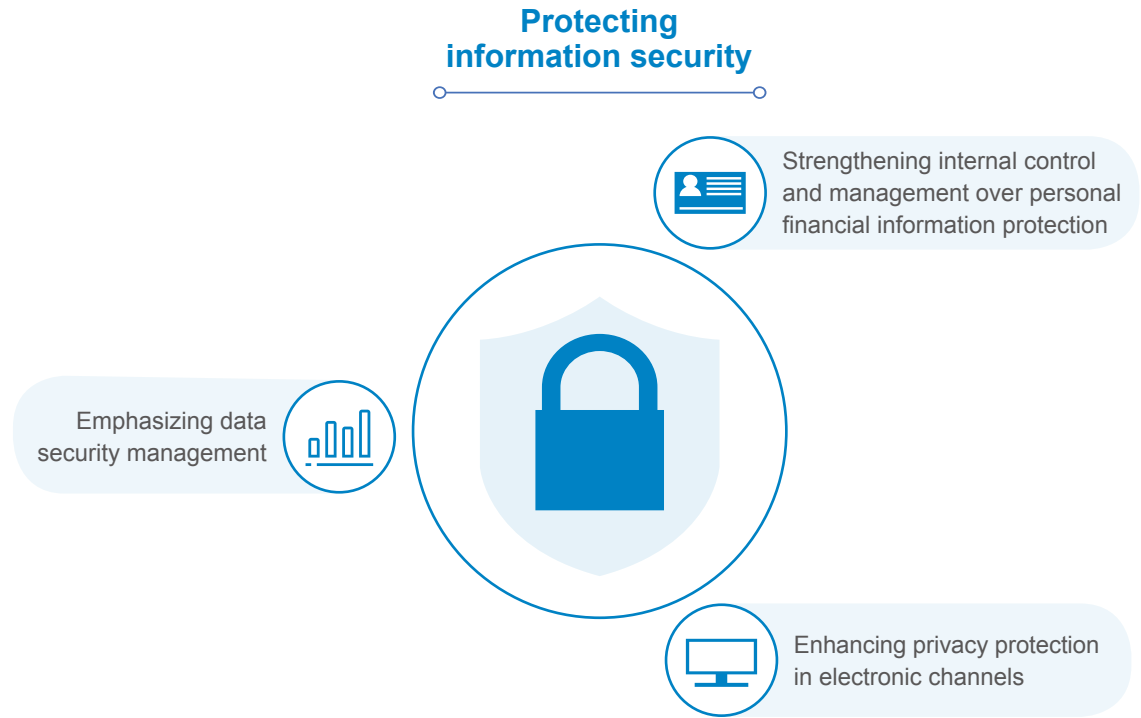 Protecting
information security
Strengthening internal control
and management over personal
financial information protection
Emphasizing data
security management
Enhancing privacy protection
in electronic channels